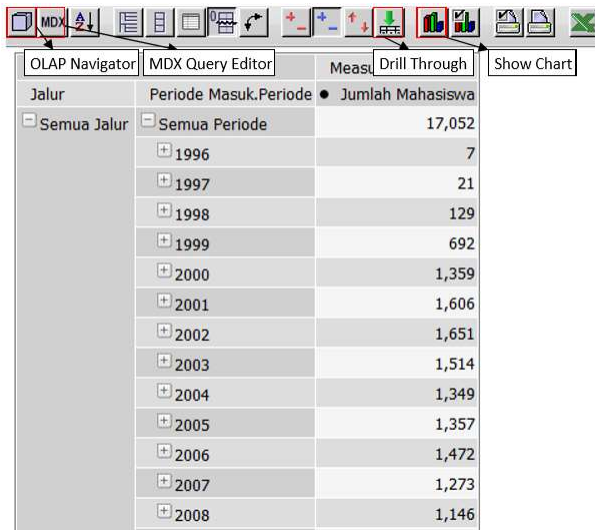 MDX A Z
OLAP Navigator MDX Query Editor Drill Through Show Chart
Measu
Jalur Periode Masuk.Periode Jumlah Mahasiswa
Semua Jalur Semua Periode 17,052
1996 7
1997 21
1998 129
1999 692
2000 1,359
2001 1,606
2002 1,651
2003 1,514
2004 1,349
2005 1,357
2006 1,472
2007 1,273
2008 1,146